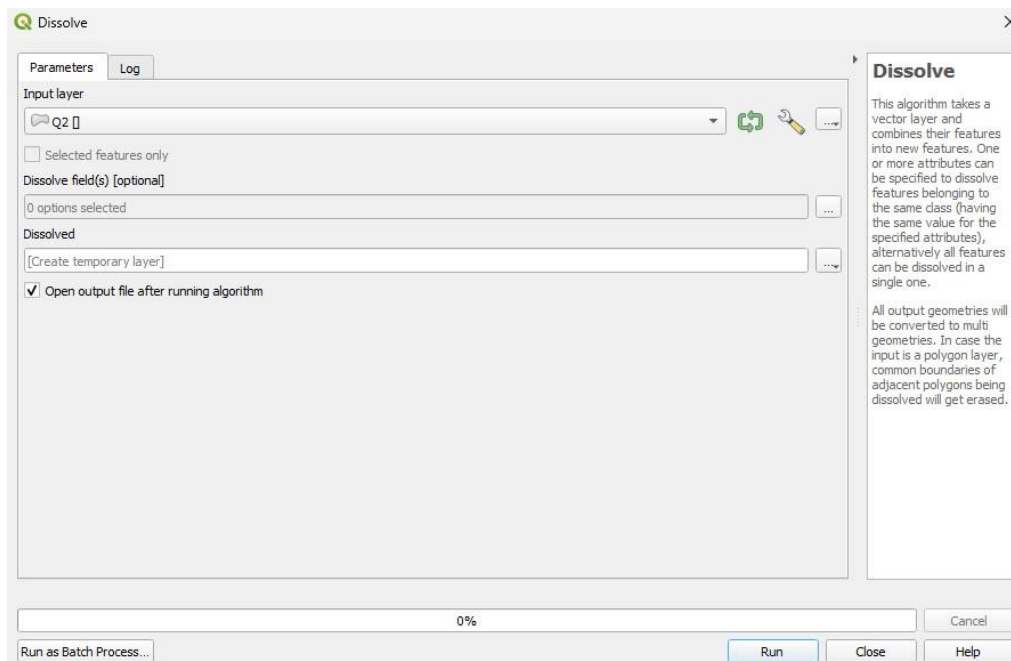 Dissolve
Parameters
Log
Input layer
Q2 []
...
Selected features only
Dissolve field(s) [optional]
0 options selected
...
Dissolved
[Create temporary layer]
...
Open output file after running algorithm
Dissolve
This algorithm takes a
vector layer and
combines their features
into new features. One
or more attributes can
be specified to dissolve
features belonging to
the same class (having
the same value for the
specified attributes),
alternatively all features
can be dissolved in a
single one.
All output geometries will
be converted to multi
geometries. In case the
input is a polygon layer,
common boundaries of
adjacent polygons being
dissolved will get erased.
0%
Cancel
Run as Batch Process...
Run
Close
Help